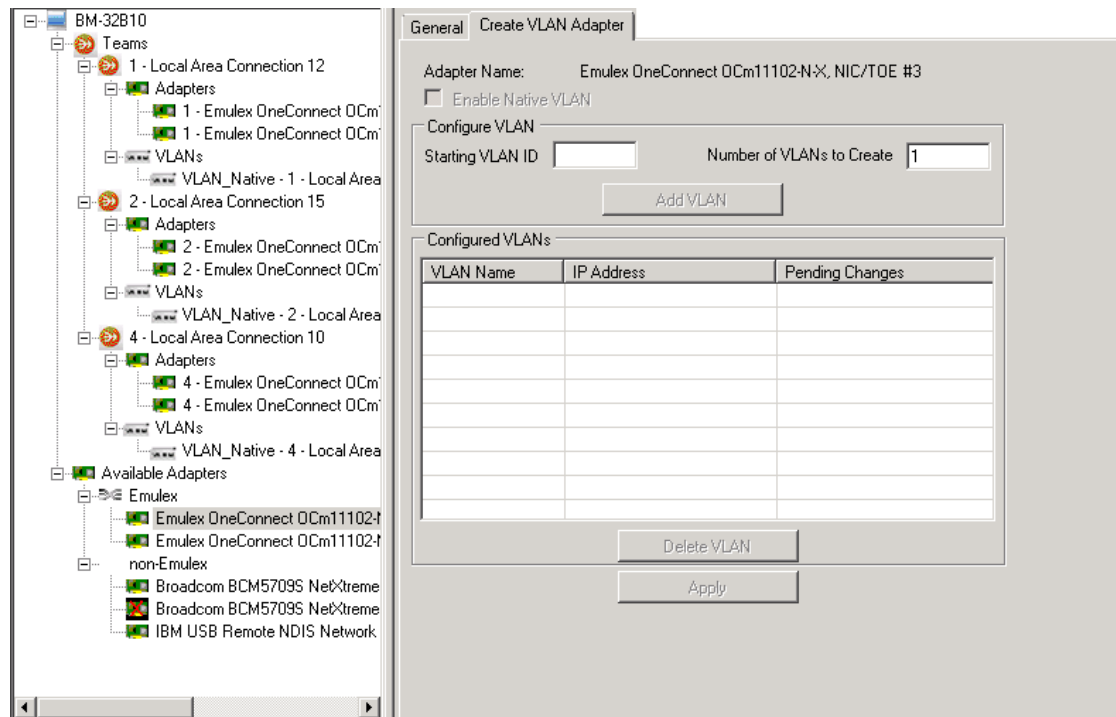 BM-32B10
Teams
1 - Local Area Connection 12
Adapters
1 - Emulex OneConnect OCm
1 - Emulex OneConnect OCm
VLANs
VLAN_Native - 1 - Local Area
2 - Local Area Connection 15
Adapters
2 - Emulex OneConnect OCm
2 - Emulex OneConnect OCm
VLANs
VLAN_Native - 2 - Local Area
4 - Local Area Connection 10
Adapters
4 - Emulex OneConnect OCm
4 - Emulex OneConnect OCm
VLANs
VLAN_Native - 4 - Local Area
Available Adapters
Emulex
Emulex OneConnect OCm11102-
Emulex OneConnect OCm11102-
non-Emulex
Broadcom BCM5709S NetXtreme
Broadcom BCM5709S NetXtreme
IBM USB Remote NDIS Network
General Create VLAN Adapter
Adapter Name: Emulex OneConnect OCm11102-N-X, NIC/TOE #3
Enable Native VLAN
Configure VLAN
Starting VLAN ID Number of VLANs to Create 1
Add VLAN
Configured VLANs
VLAN Name IP Address Pending Changes
Delete VLAN
Apply